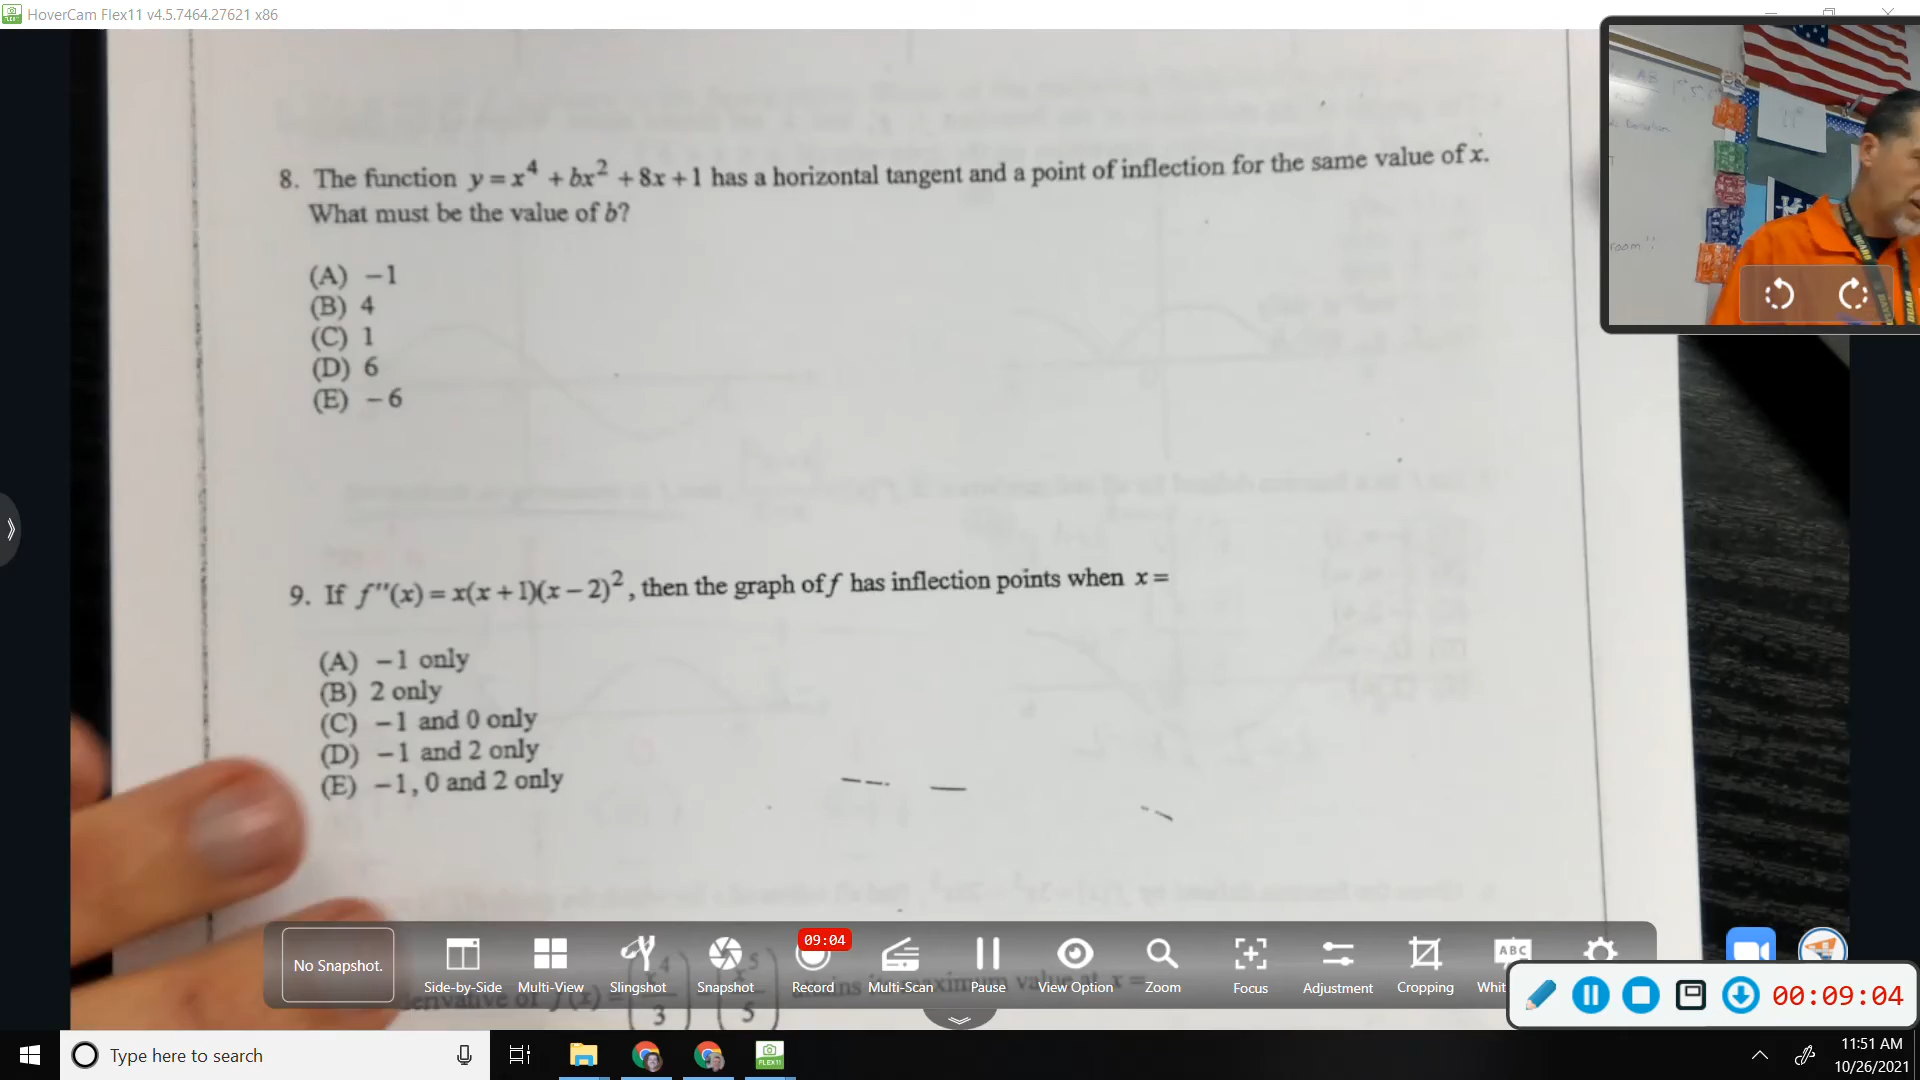 HoverCam Flex11 v4.5.7464.27621 x86
8. The function y = x⁴ + bx² + 8x + 1 has a horizontal tangent and a point of inflection for the same value of x.
What must be the value of b?
(A) −1
(B) 4
(C) 1
(D) 6
(E) −6
9. If f''(x) = x(x + 1)(x − 2)², then the graph of f has inflection points when x =
(A) −1 only
(B) 2 only
(C) −1 and 0 only
(D) −1 and 2 only
(E) −1, 0 and 2 only
No Snapshot.
09:04
ABC
Side-by-Side Multi-View Slingshot Snapshot Record Multi-Scan Pause View Option Zoom Focus Adjustment Cropping Whit
00:09:04
Type here to search
FLEX11
11:51 AM
10/26/2021